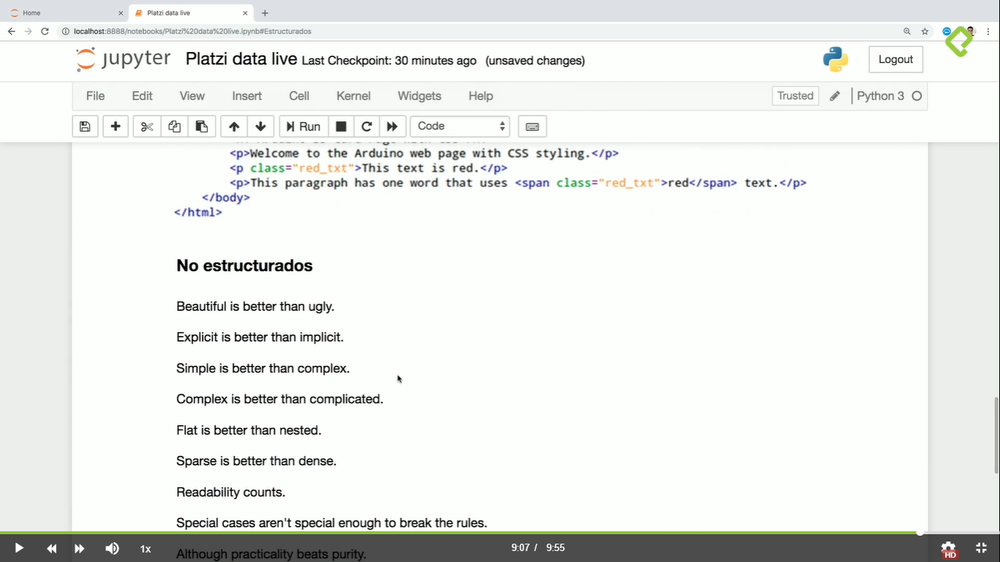 Home
Platzi data live
localhost:8888/notebooks/Platzi%20data%20live.ipynb#Estructurados
jupyter Platzi data live Last Checkpoint: 30 minutes ago (unsaved changes)
Logout
File Edit View Insert Cell Kernel Widgets Help
Trusted
Python 3
Run
Code
<p>Welcome to the Arduino web page with CSS styling.</p>
<p class="red_txt">This text is red.</p>
<p>This paragraph has one word that uses <span class="red_txt">red</span> text.</p>
</body>
</html>
No estructurados
Beautiful is better than ugly.
Explicit is better than implicit.
Simple is better than complex.
Complex is better than complicated.
Flat is better than nested.
Sparse is better than dense.
Readability counts.
Special cases aren't special enough to break the rules.
Although practicality beats purity.
1x
9:07 / 9:55
HD